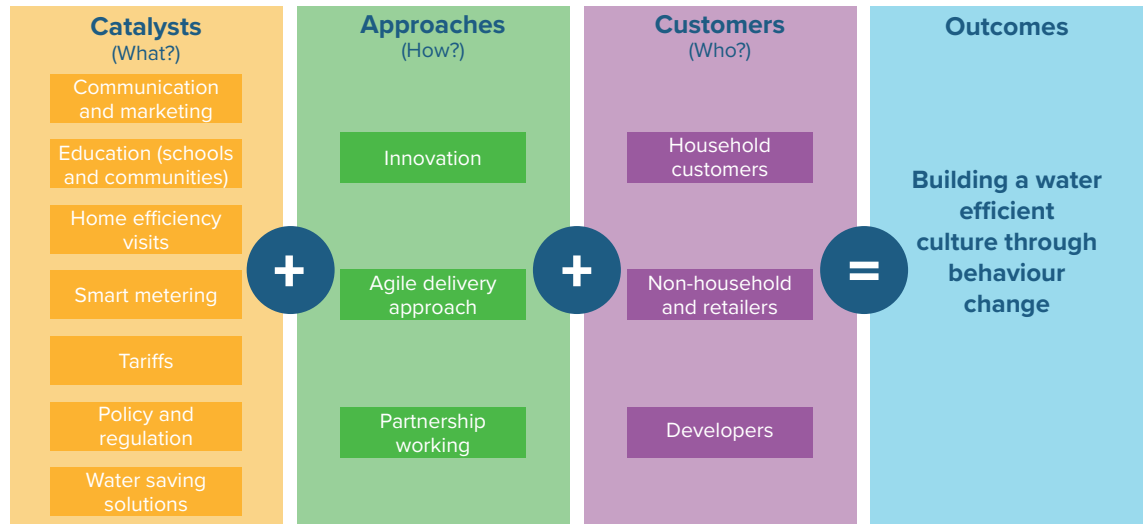 Catalysts
(What?)
Communication
and marketing
Education (schools
and communities)
Home efficiency
visits
Smart metering
Tariffs
Policy and
regulation
Water saving
solutions
+
Approaches
(How?)
Innovation
Agile delivery
approach
Partnership
working
+
Customers
(Who?)
Household
customers
Non-household
and retailers
Developers
=
Outcomes
Building a water
efficient
culture through
behaviour
change